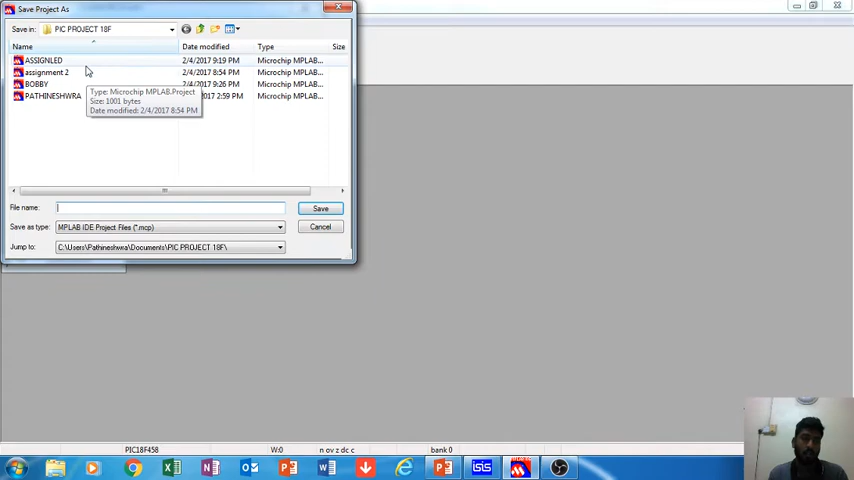 Save Project As
Save in: PIC PROJECT 18F
Name Date modified Type Size
ASSIGNLED 2/4/2017 9:19 PM Microchip MPLAB...
assignment 2 2/4/2017 8:54 PM Microchip MPLAB...
BOBBY 2/4/2017 9:26 PM Microchip MPLAB...
PATHINESHWRA 2017 2:59 PM Microchip MPLAB...
Type: Microchip MPLAB.Project
Size: 1001 bytes
Date modified: 2/4/2017 8:54 PM
File name: Save
Save as type: MPLAB IDE Project Files (*.mcp) Cancel
Jump to: C:\Users\Pathineshwra\Documents\PIC PROJECT 18F\
PIC18F458 W:0 n ov z dc c bank 0